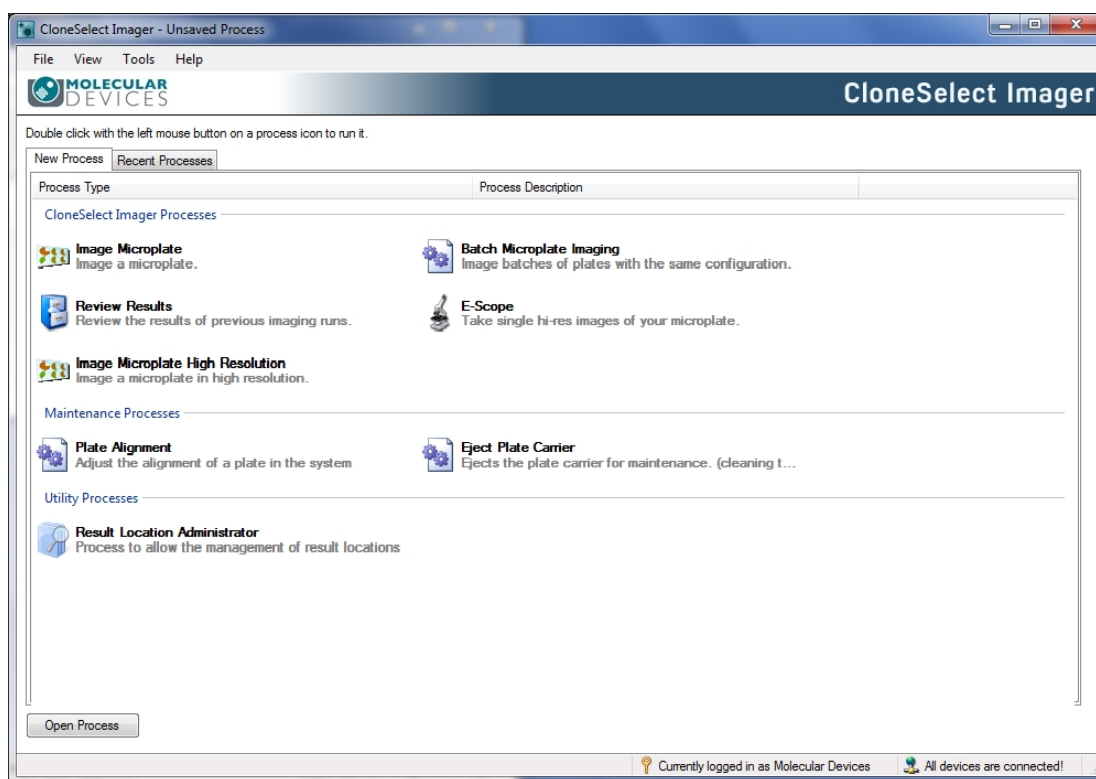 CloneSelect Imager - Unsaved Process
File View Tools Help
MOLECULAR
DEVICES
CloneSelect Imager
Double click with the left mouse button on a process icon to run it.
New Process Recent Processes
Process Type Process Description
CloneSelect Imager Processes
Image Microplate
Image a microplate.
Batch Microplate Imaging
Image batches of plates with the same configuration.
Review Results
Review the results of previous imaging runs.
E-Scope
Take single hi-res images of your microplate.
Image Microplate High Resolution
Image a microplate in high resolution.
Maintenance Processes
Plate Alignment
Adjust the alignment of a plate in the system
Eject Plate Carrier
Ejects the plate carrier for maintenance. (cleaning t...
Utility Processes
Result Location Administrator
Process to allow the management of result locations
Open Process
Currently logged in as Molecular Devices All devices are connected!